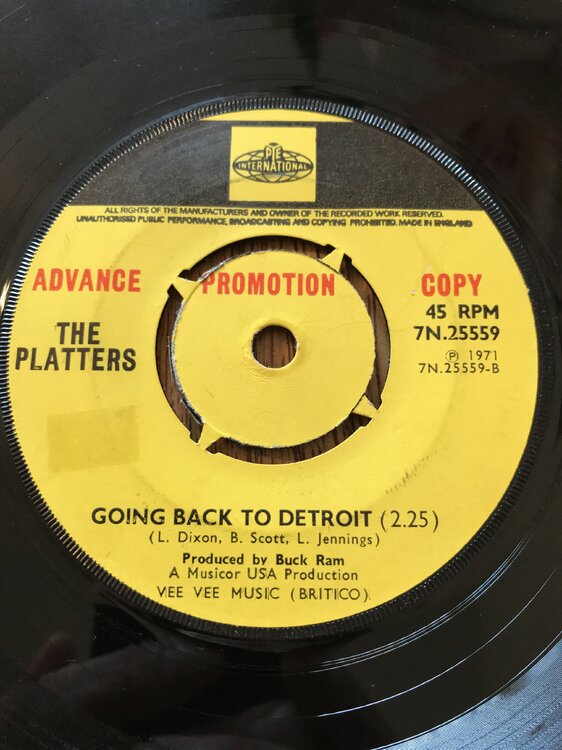 PYE
INTERNATIONAL
ALL RIGHTS OF THE MANUFACTURERS AND OWNER OF THE RECORDED WORK RESERVED.
UNAUTHORISED PUBLIC PERFORMANCE, BROADCASTING AND COPYING PROHIBITED. MADE IN ENGLAND
ADVANCE PROMOTION COPY
45 RPM
THE
PLATTERS
7N.25559
℗ 1971
7N.25559-B
GOING BACK TO DETROIT (2.25)
(L. Dixon, B. Scott, L. Jennings)
Produced by Buck Ram
A Musicor USA Production
VEE VEE MUSIC (BRITICO)